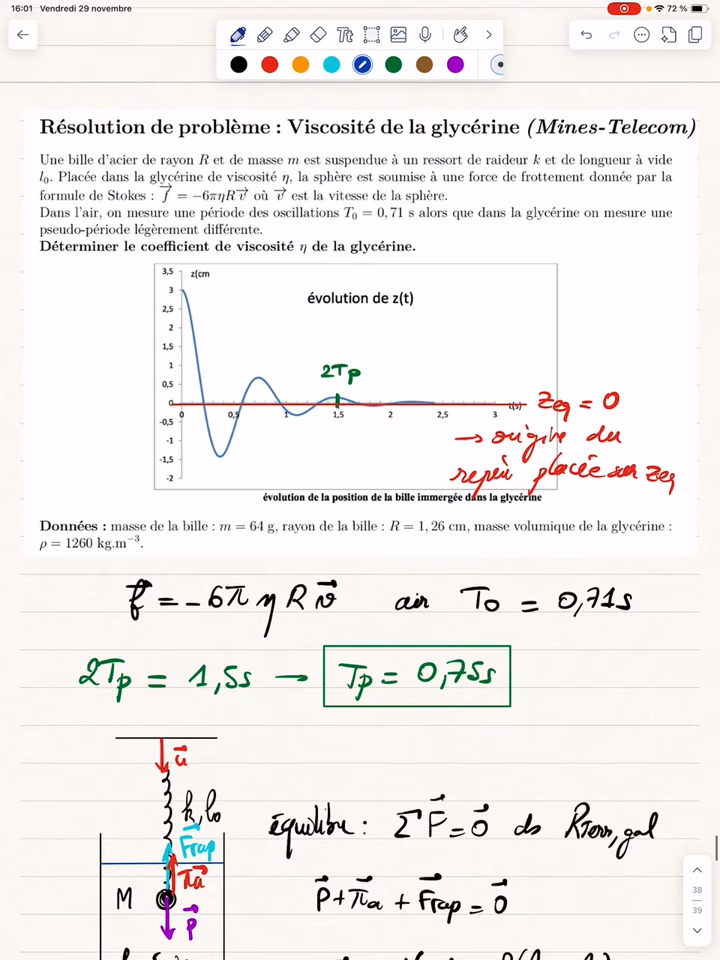 16:01 Vendredi 29 novembre
72 %
Résolution de problème : Viscosité de la glycérine (Mines-Telecom)
Une bille d'acier de rayon R et de masse m est suspendue à un ressort de raideur k et de longueur à vide
l₀. Placée dans la glycérine de viscosité η, la sphère est soumise à une force de frottement donnée par la
formule de Stokes : f⃗ = −6πηRv⃗ où v⃗ est la vitesse de la sphère.
Dans l'air, on mesure une période des oscillations T₀ = 0,71 s alors que dans la glycérine on mesure une
pseudo-période légèrement différente.
Déterminer le coefficient de viscosité η de la glycérine.
z(cm
évolution de z(t)
3,5
3
2,5
2
1,5
1
0,5
0
-0,5
-1
-1,5
-2
0
0,5
1
1,5
2
2,5
3
t(s)
2Tp
Zeq = 0
→ origine du
repère placée sur Zeq
évolution de la position de la bille immergée dans la glycérine
Données : masse de la bille : m = 64 g, rayon de la bille : R = 1,26 cm, masse volumique de la glycérine :
ρ = 1260 kg.m⁻³.
f⃗ = −6π η R v⃗ air T₀ = 0,71s
2Tp = 1,5s → Tp = 0,75s
u⃗
k, l₀
F⃗rap
π⃗a
M
P⃗
équilibre : ΣF⃗ = 0⃗ ds RTerr, gal
P⃗ + π⃗a + F⃗rap = 0⃗
38
39